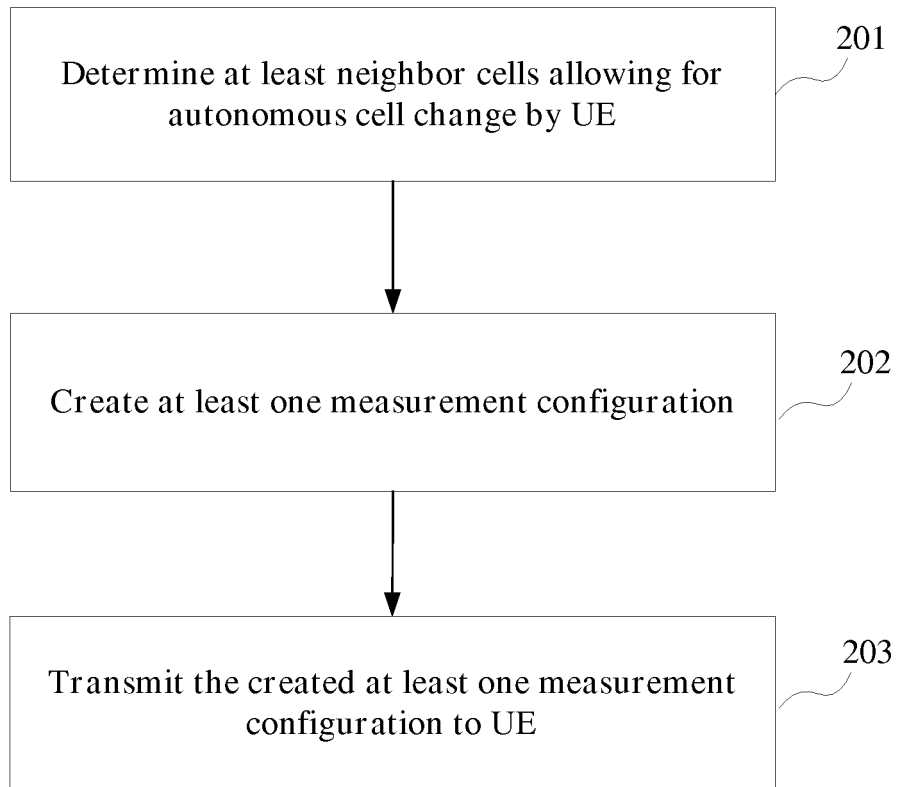 201
Determine at least neighbor cells allowing for
autonomous cell change by UE
202
Create at least one measurement configuration
203
Transmit the created at least one measurement
configuration to UE